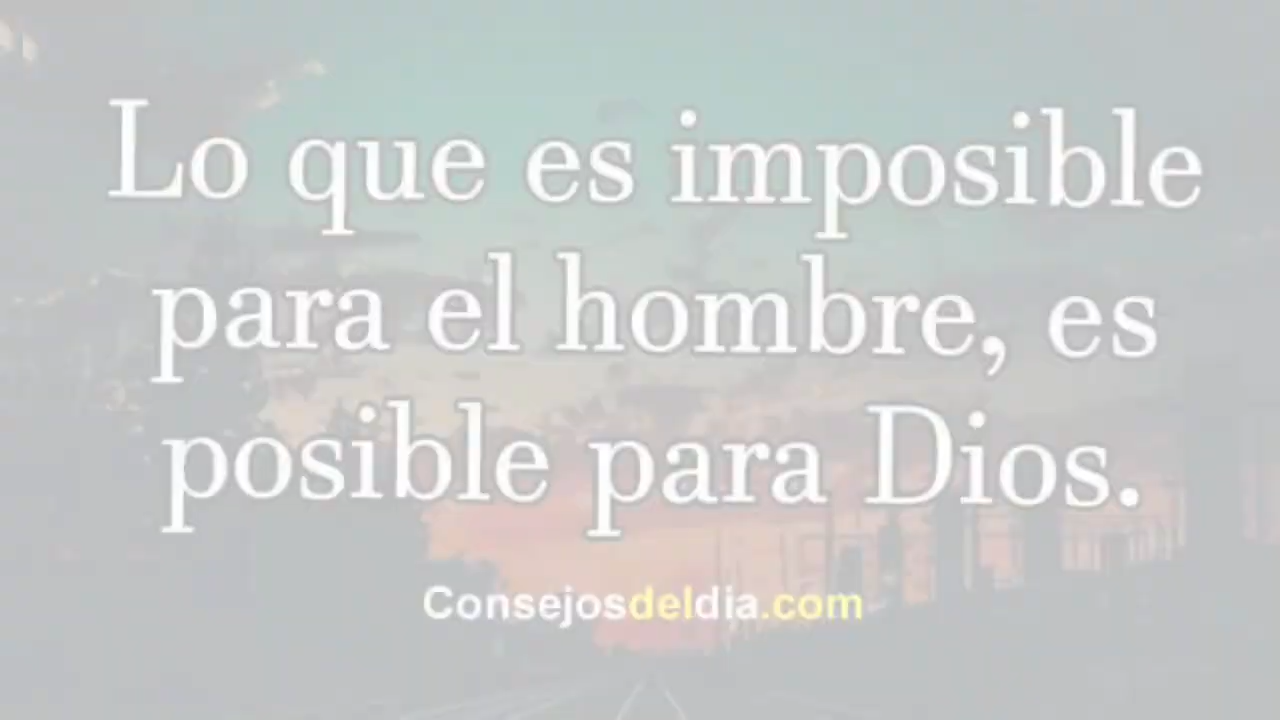 Lo que es imposible
para el hombre, es
posible para Dios.
Consejosdeldia.com